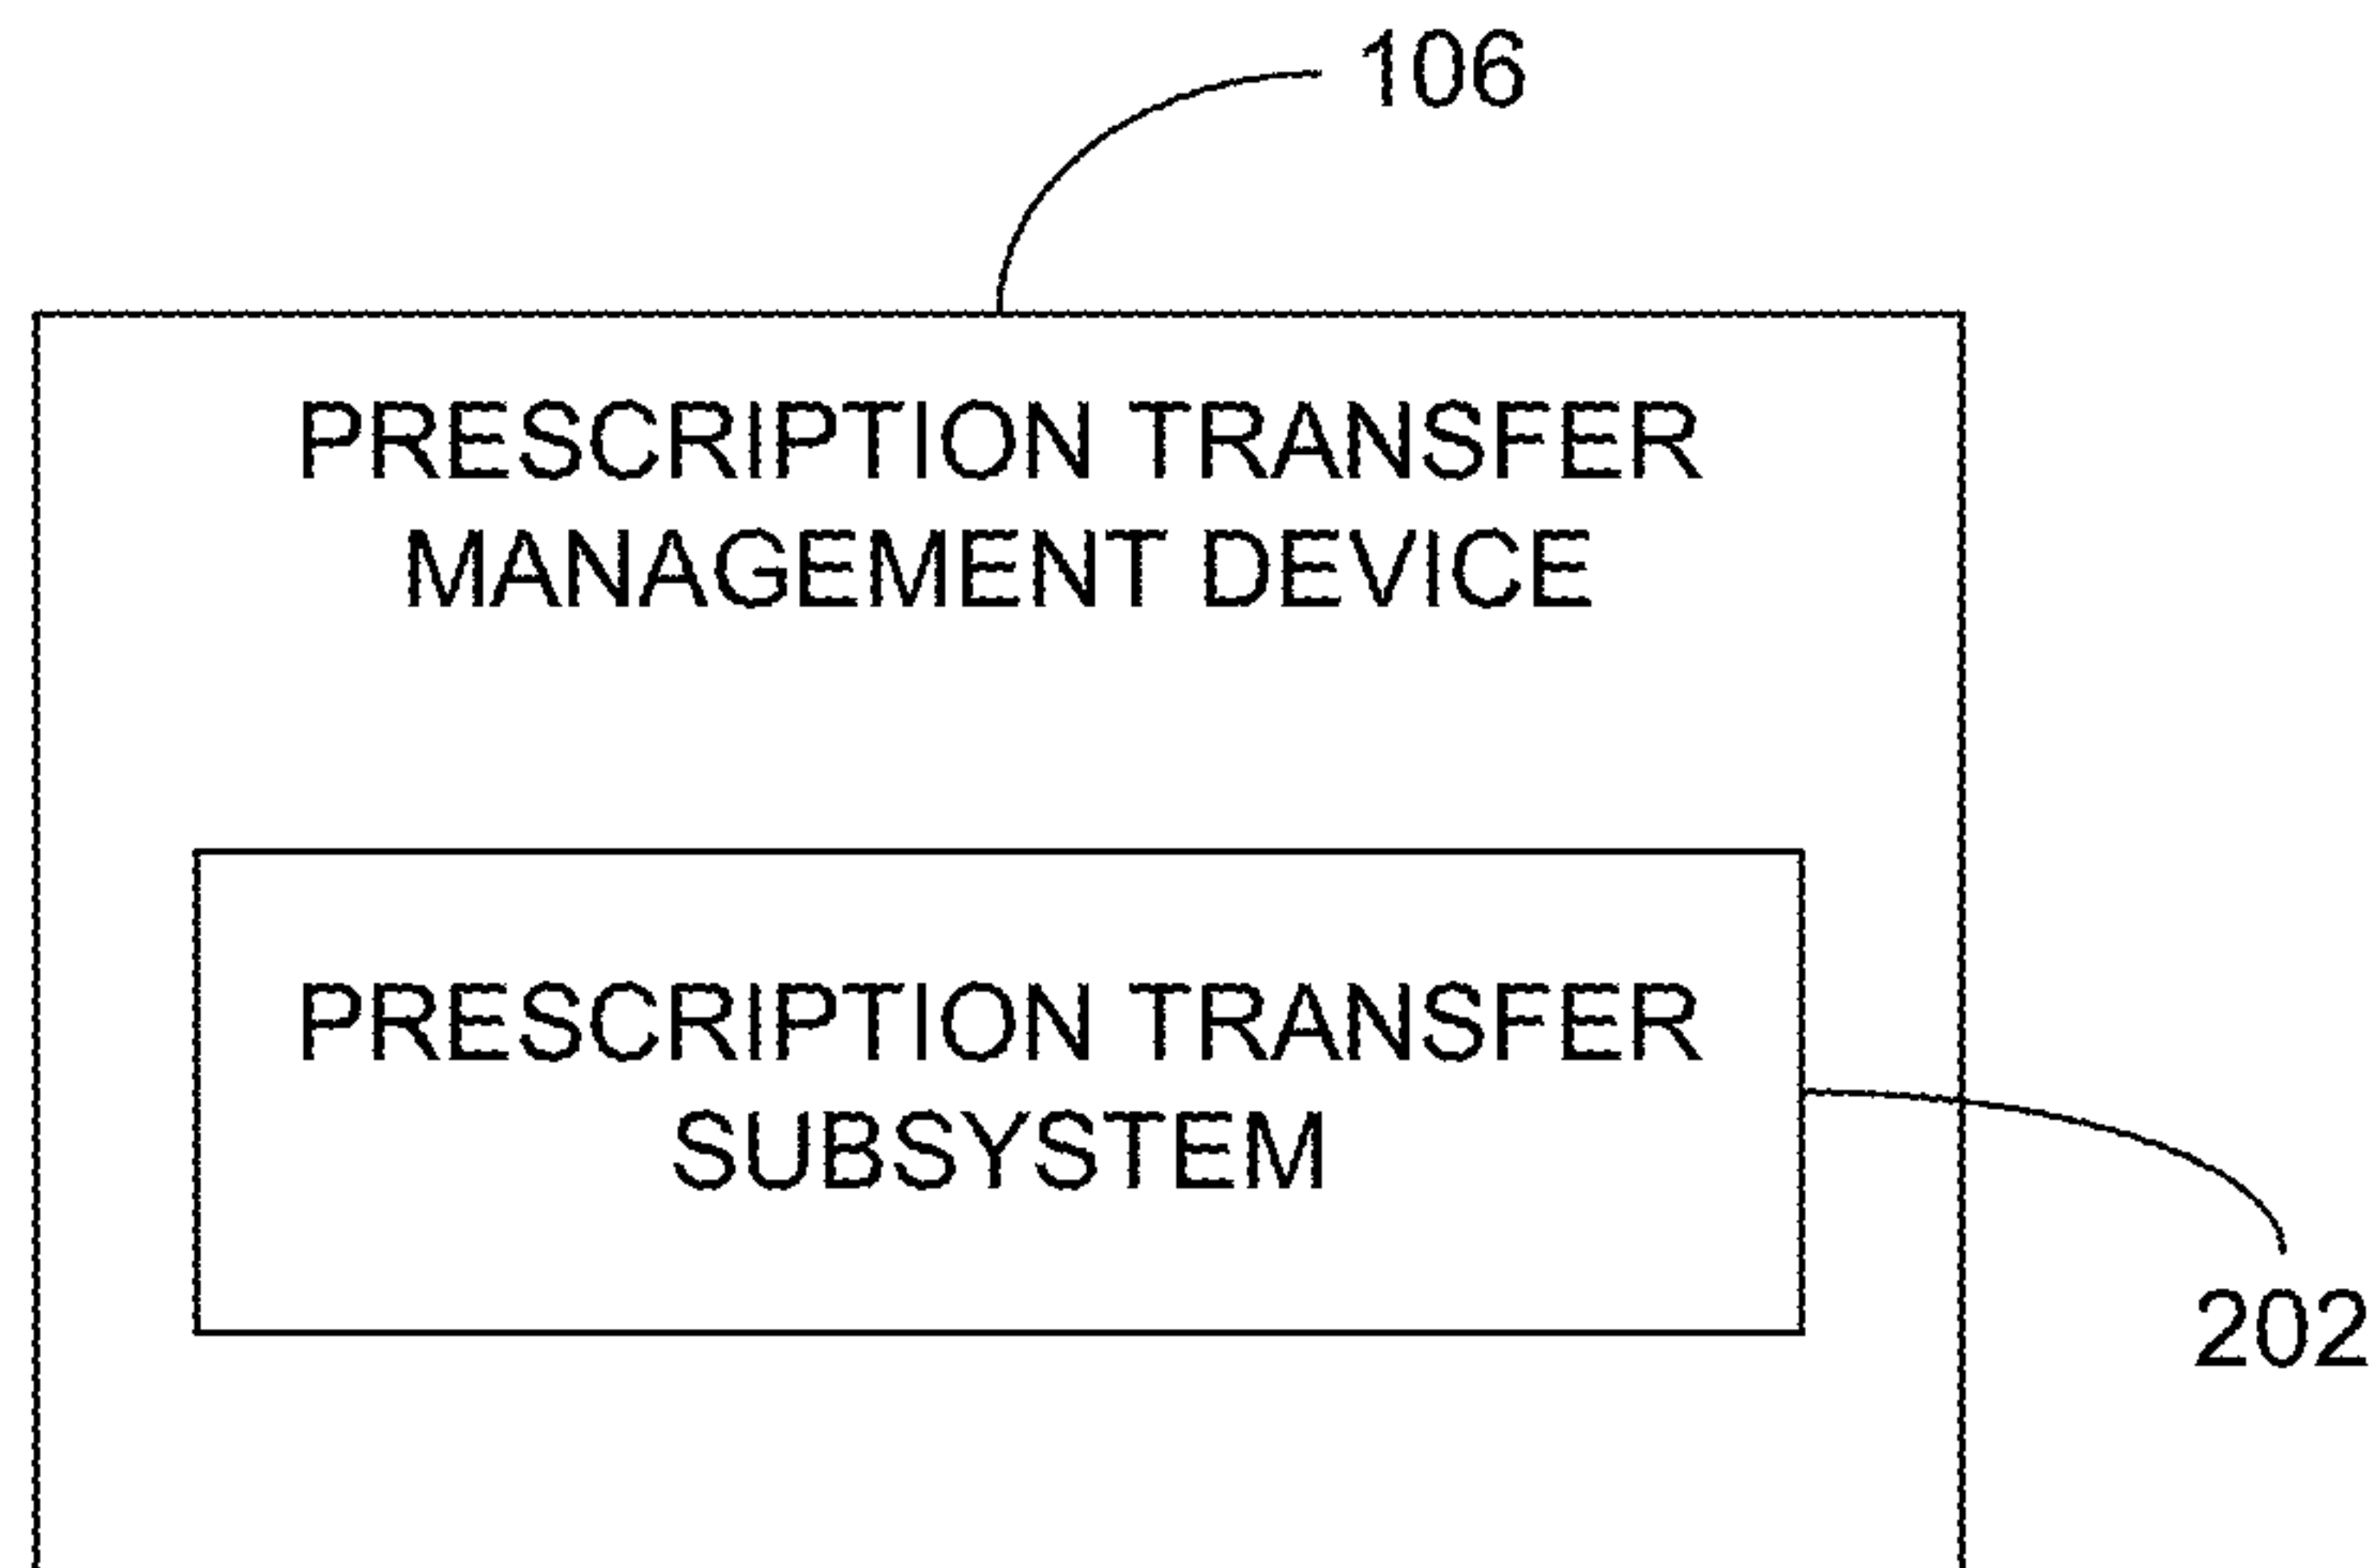 106
PRESCRIPTION TRANSFER
MANAGEMENT DEVICE
PRESCRIPTION TRANSFER
SUBSYSTEM
202